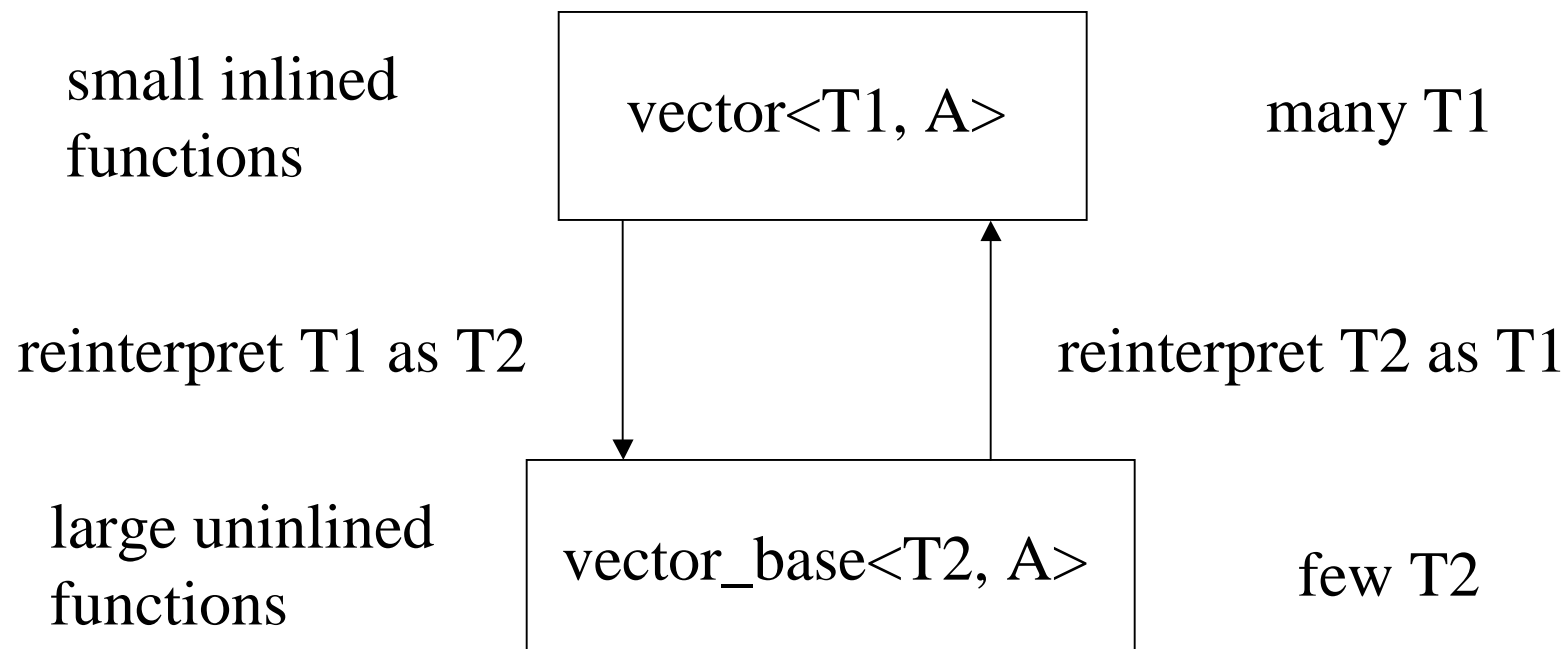 small inlined
functions
vector<T1, A>
many T1
reinterpret T1 as T2
reinterpret T2 as T1
large uninlined
functions
vector_base<T2, A>
few T2